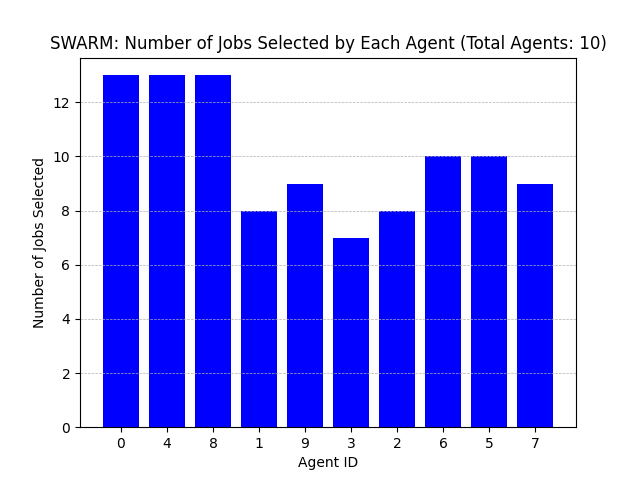 SWARM: Number of Jobs Selected by Each Agent (Total Agents: 10)
Number of Jobs Selected
12
10
8
6
4
2
0
0 4 8 1 9 3 2 6 5 7
Agent ID